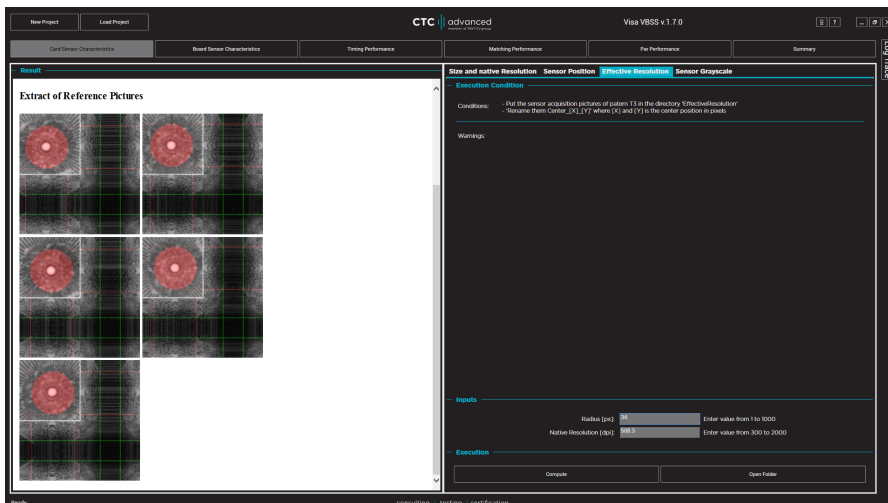 New Project
Load Project
CTC advanced
Visa VBSS v.1.7.0
?
Card Sensor Characteristics
Board Sensor Characteristics
Timing Performance
Matching Performance
Par Performance
Summary
Log Trace
Result
Extract of Reference Pictures
Size and native Resolution
Sensor Position
Effective Resolution
Sensor Grayscale
Execution Condition
Conditions:
- Put the sensor acquisition pictures of patern T3 in the directory 'EffectiveResolution'
- 'Rename them Center_[X]_[Y]' where [X] and [Y] is the center position in pixels
Warnings:
Inputs
Radius [px]: 34 Enter value from 1 to 1000
Native Resolution [dpi]: 508.3 Enter value from 300 to 2000
Execution
Compute
Open Folder
Ready
consulting testing certification